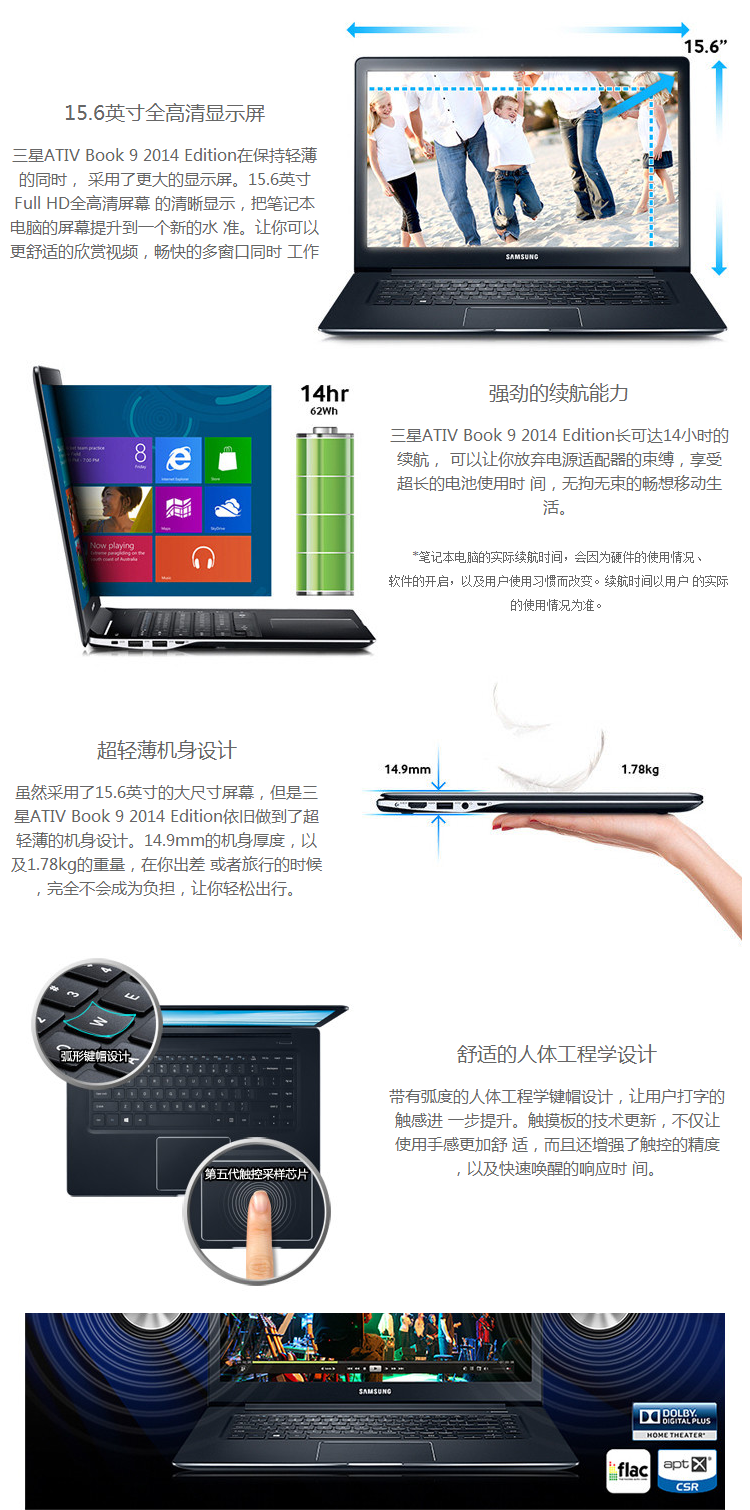 15.6”
15.6英寸全高清显示屏
三星ATIV Book 9 2014 Edition在保持轻薄
的同时， 采用了更大的显示屏。15.6英寸
Full HD全高清屏幕 的清晰显示，把笔记本
电脑的屏幕提升到一个新的水 准。让你可以
更舒适的欣赏视频，畅快的多窗口同时 工作
SAMSUNG
14hr
62Wh
强劲的续航能力
三星ATIV Book 9 2014 Edition长可达14小时的
续航， 可以让你放弃电源适配器的束缚，享受
超长的电池使用时 间，无拘无束的畅想移动生
活。
*笔记本电脑的实际续航时间，会因为硬件的使用情况、
软件的开启，以及用户使用习惯而改变。续航时间以用户 的实际
的使用情况为准。
8
Friday
Internet Explorer
Store
Maps
SkyDrive
Now playing
Extreme paragliding on the
south coast of Australia
Music
超轻薄机身设计
虽然采用了15.6英寸的大尺寸屏幕，但是三
星ATIV Book 9 2014 Edition依旧做到了超
轻薄的机身设计。14.9mm的机身厚度，以
及1.78kg的重量，在你出差 或者旅行的时候
，完全不会成为负担，让你轻松出行。
14.9mm
1.78kg
# 3 4
2 W E
弧形键帽设计
第五代触控采样芯片
舒适的人体工程学设计
带有弧度的人体工程学键帽设计，让用户打字的
触感进 一步提升。触摸板的技术更新，不仅让
使用手感更加舒 适，而且还增强了触控的精度
，以及快速唤醒的响应时 间。
SAMSUNG
DOLBY
DIGITAL PLUS
HOME THEATER*
flac
aptX
CSR